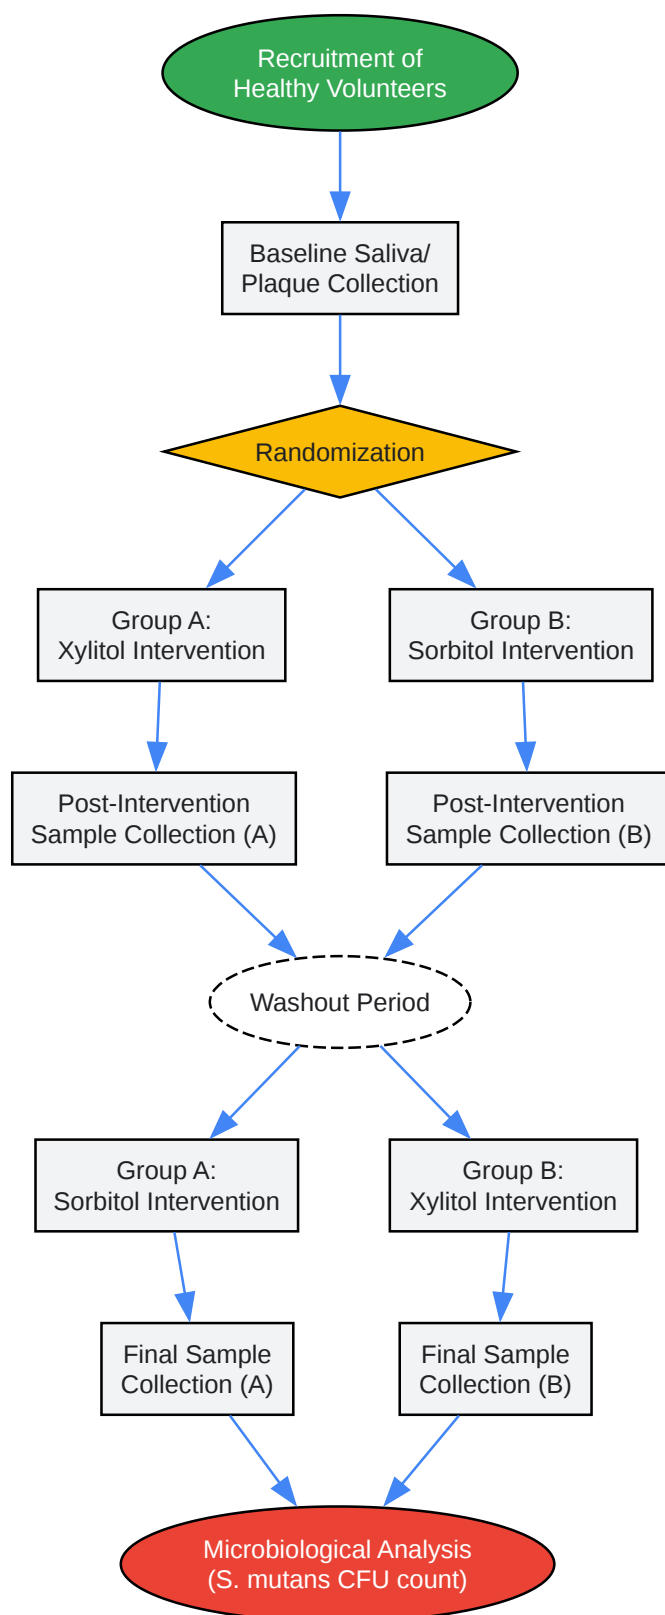 Recruitment of
Healthy Volunteers
Baseline Saliva/
Plaque Collection
Randomization
Group A:
Xylitol Intervention
Group B:
Sorbitol Intervention
Post-Intervention
Sample Collection (A)
Post-Intervention
Sample Collection (B)
Washout Period
Group A:
Sorbitol Intervention
Group B:
Xylitol Intervention
Final Sample
Collection (A)
Final Sample
Collection (B)
Microbiological Analysis
(S. mutans CFU count)